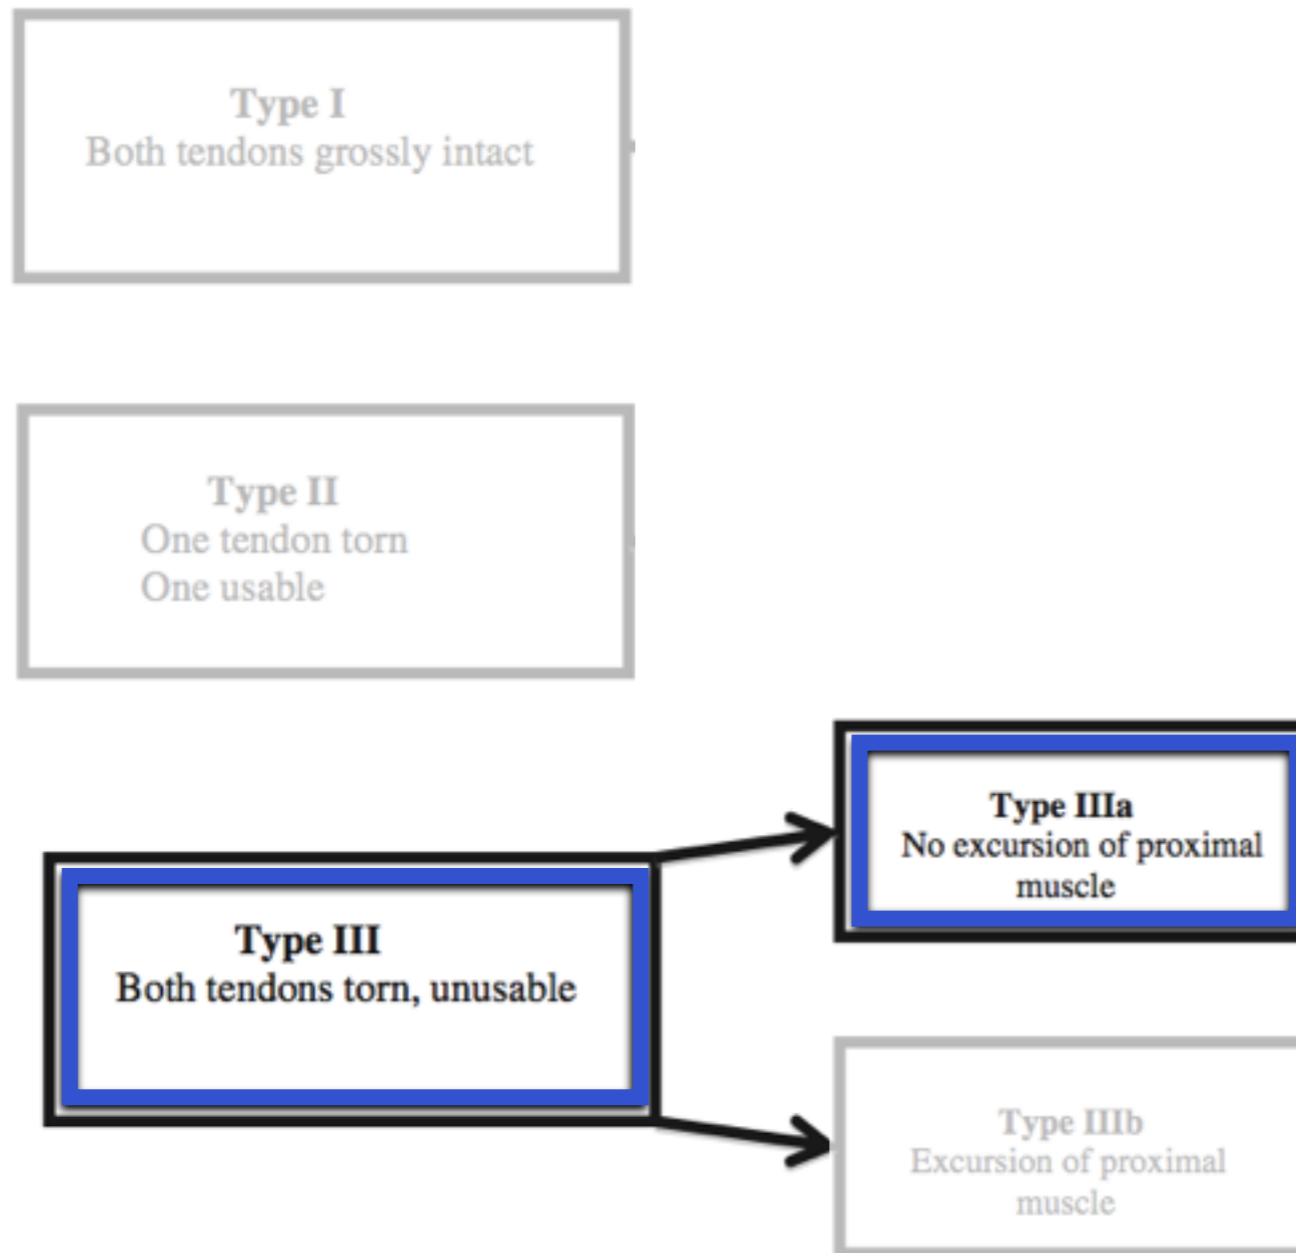 Type I
Both tendons grossly intact
Type II
One tendon torn
One usable
Type III
Both tendons torn, unusable
Type IIIa
No excursion of proximal
muscle
Type IIIb
Excursion of proximal
muscle